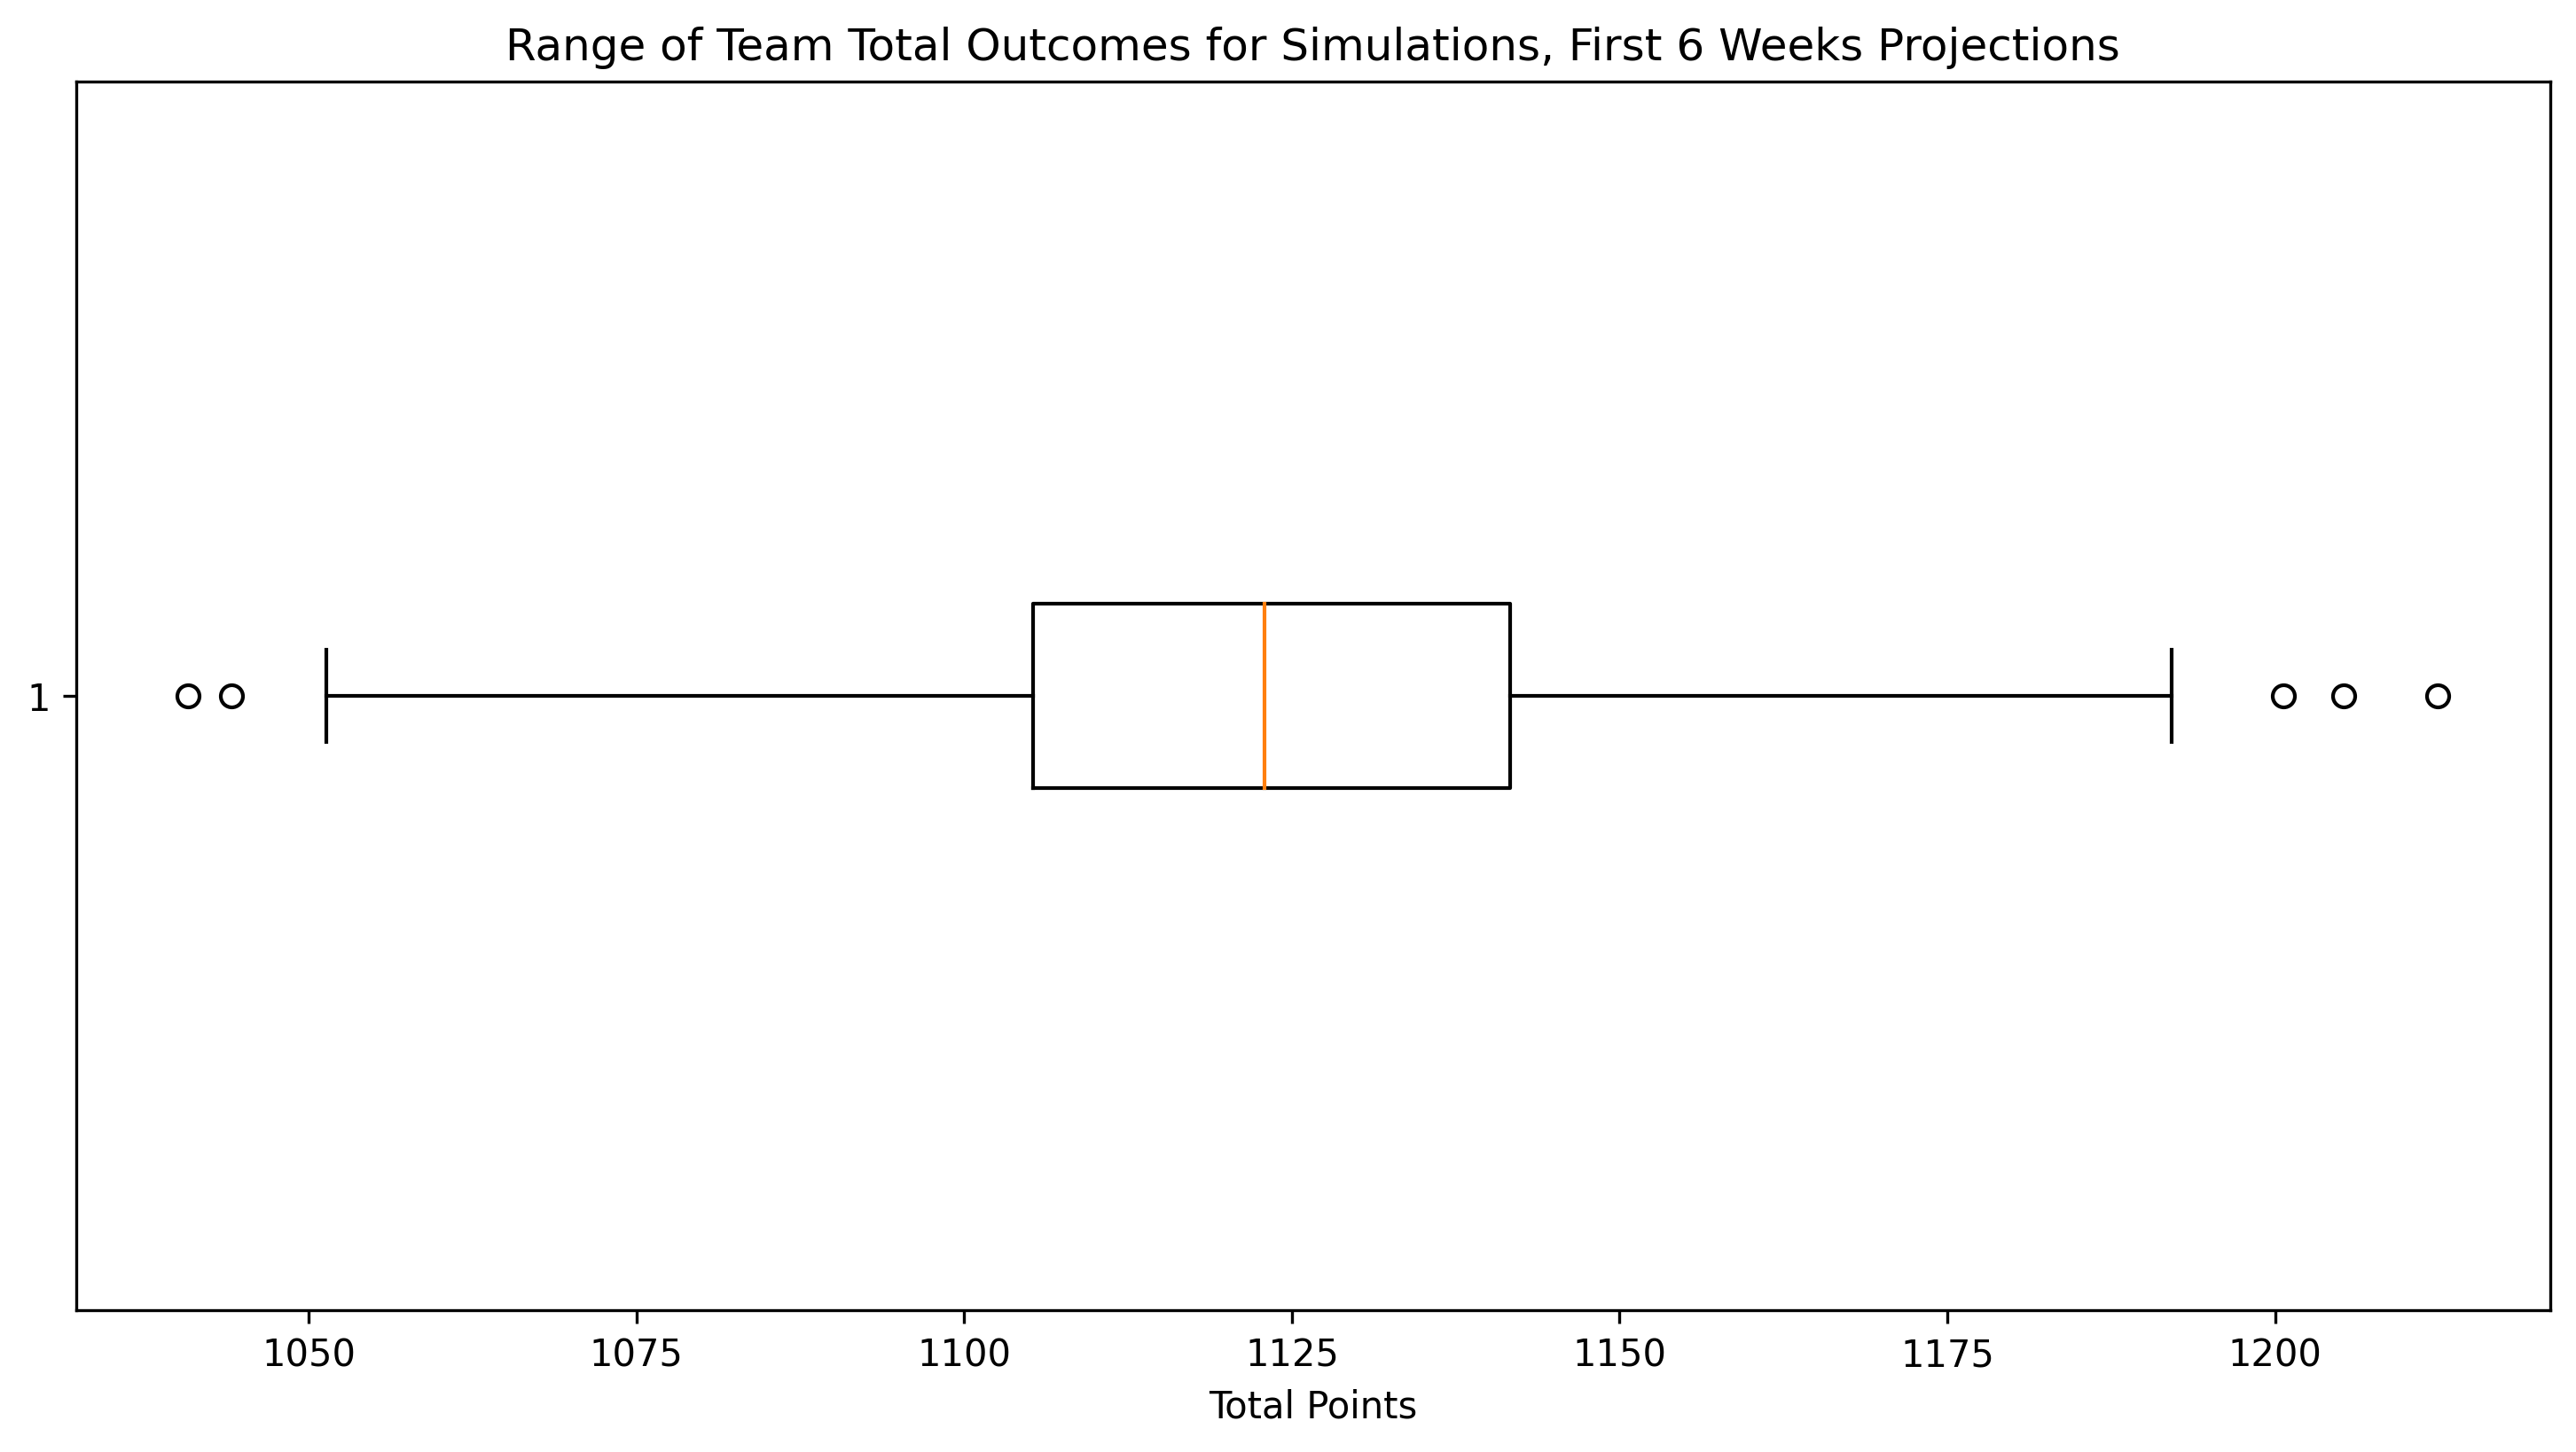 Range of Team Total Outcomes for Simulations, First 6 Weeks Projections
1
1050 1075 1100 1125 1150 1175 1200
Total Points